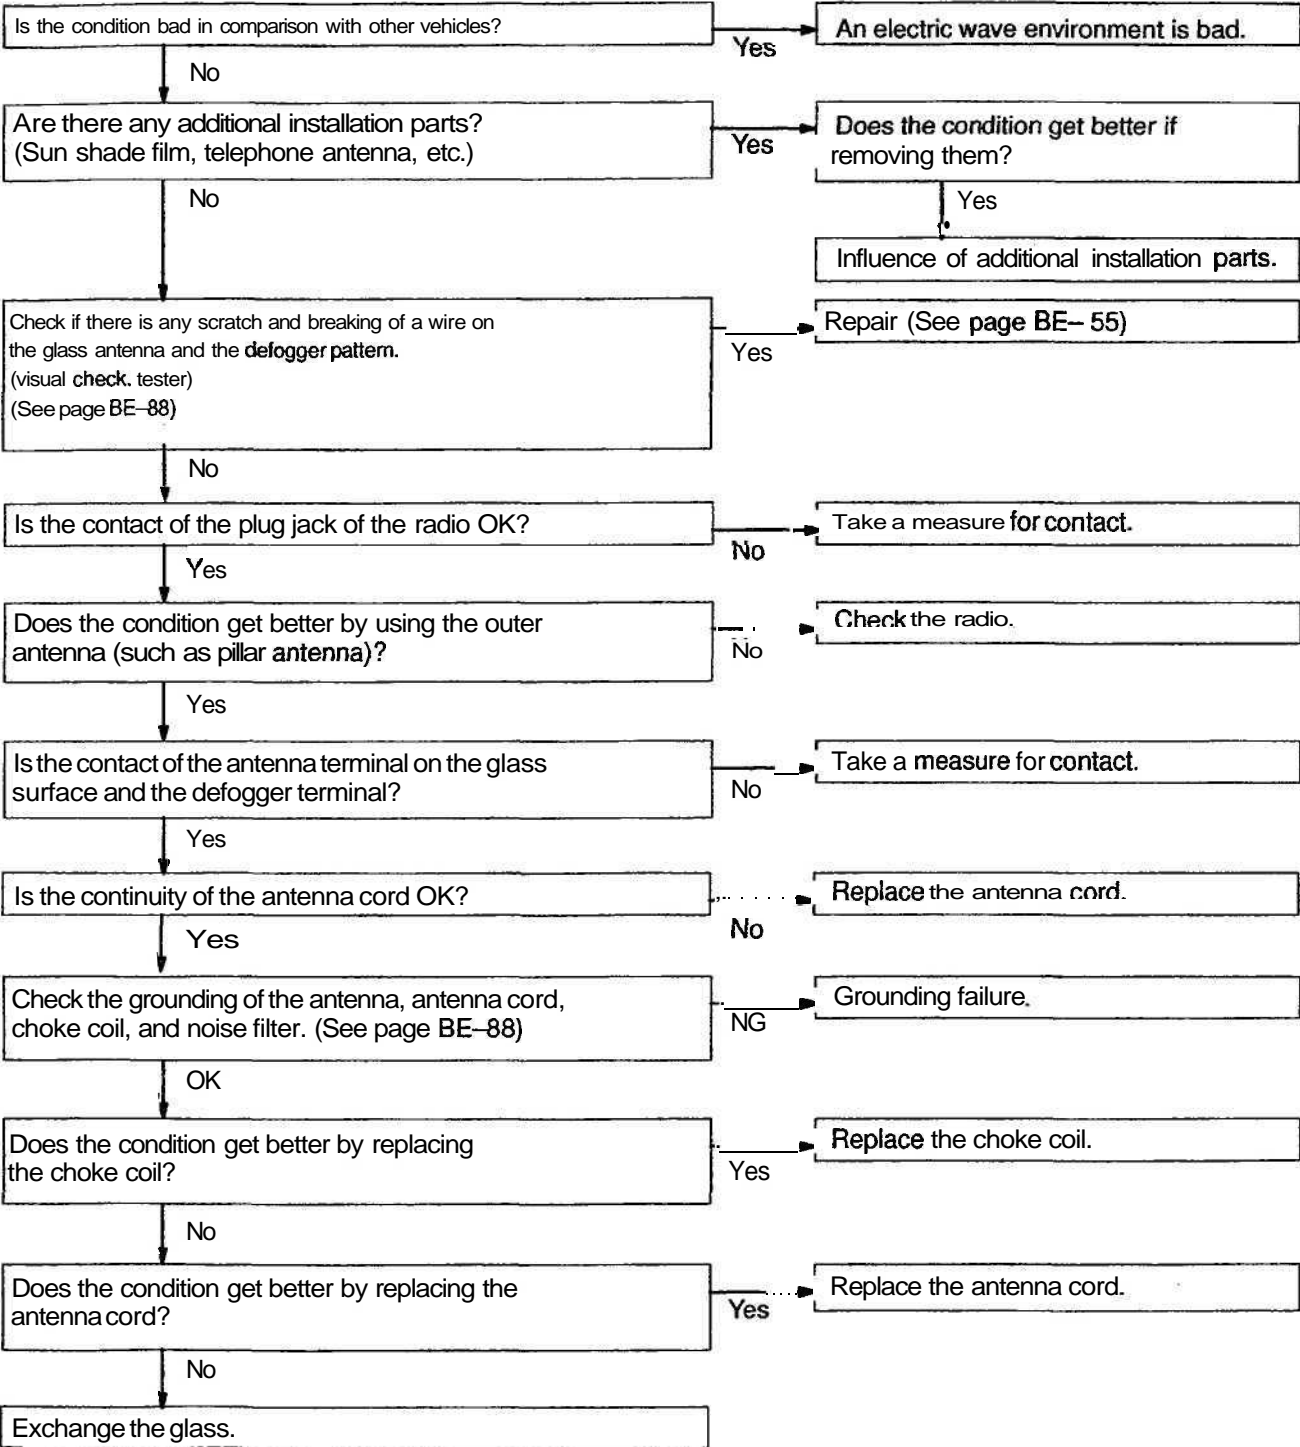 Is the condition bad in comparison with other vehicles?
Yes
An electric wave environment is bad.
No
Are there any additional installation parts?
(Sun shade film, telephone antenna, etc.)
Yes
Does the condition get better if
removing them?
No
Yes
Influence of additional installation parts.
Check if there is any scratch and breaking of a wire on
the glass antenna and the defogger pattern.
(visual check. tester)
(See page BE–88)
Yes
Repair (See page BE– 55)
No
Is the contact of the plug jack of the radio OK?
No
Take a measure for contact.
Yes
Does the condition get better by using the outer
antenna (such as pillar antenna)?
No
Check the radio.
Yes
Is the contact of the antenna terminal on the glass
surface and the defogger terminal?
No
Take a measure for contact.
Yes
Is the continuity of the antenna cord OK?
No
Replace the antenna cord.
Yes
Check the grounding of the antenna, antenna cord,
choke coil, and noise filter. (See page BE–88)
NG
Grounding failure.
OK
Does the condition get better by replacing
the choke coil?
Yes
Replace the choke coil.
No
Does the condition get better by replacing the
antenna cord?
Yes
Replace the antenna cord.
No
Exchange the glass.